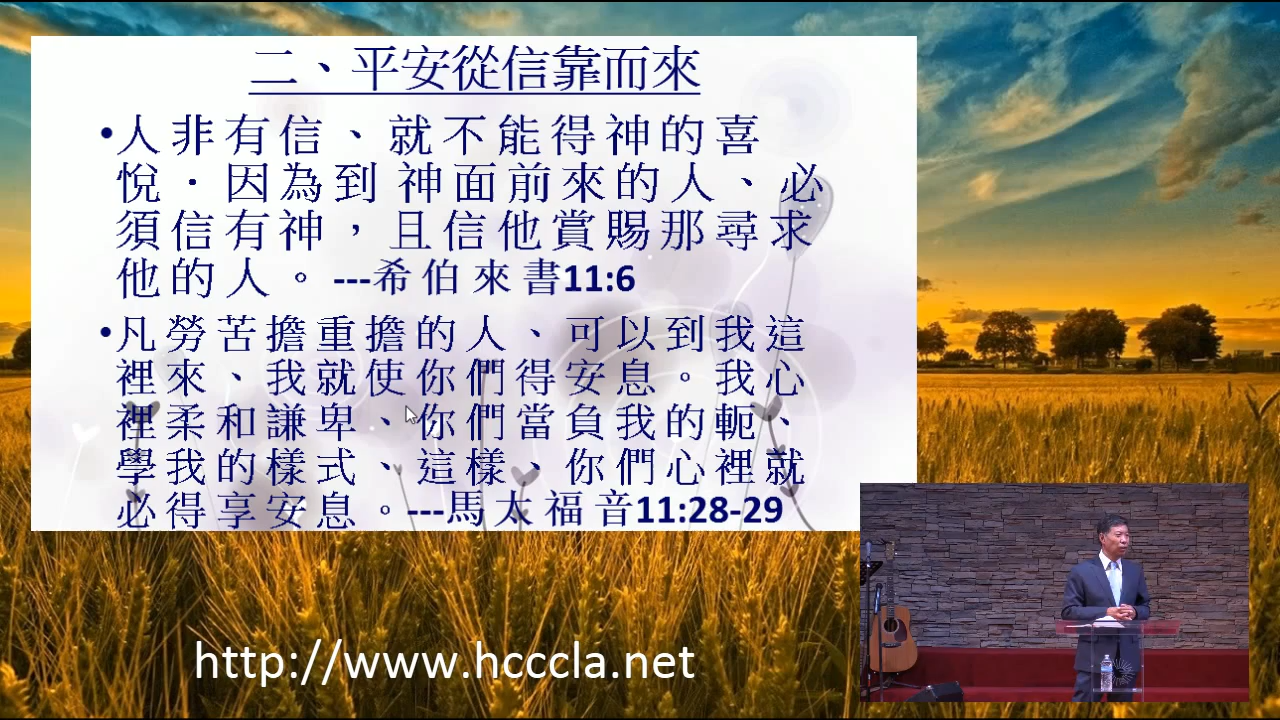 二、平安從信靠而來
•人非有信、就不能得神的喜
悅．因為到 神面前來的人、必
須信有神，且信他賞賜那尋求
他的人。---希伯來書11:6
•凡勞苦擔重擔的人、可以到我這
裡來、我就使你們得安息。我心
裡柔和謙卑、你們當負我的軛、
學我的樣式、這樣、你們心裡就
必得享安息。---馬太福音11:28-29
http://www.hcccla.net